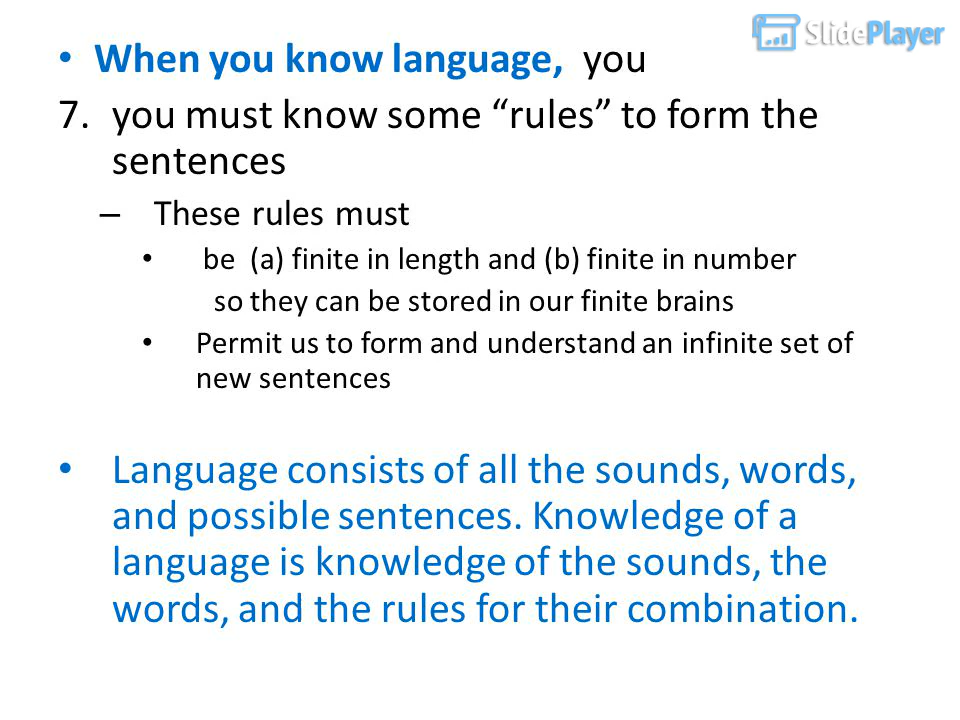 SlidePlayer
• When you know language, you
7. you must know some “rules” to form the
sentences
– These rules must
• be (a) finite in length and (b) finite in number
so they can be stored in our finite brains
• Permit us to form and understand an infinite set of
new sentences
• Language consists of all the sounds, words,
and possible sentences. Knowledge of a
language is knowledge of the sounds, the
words, and the rules for their combination.